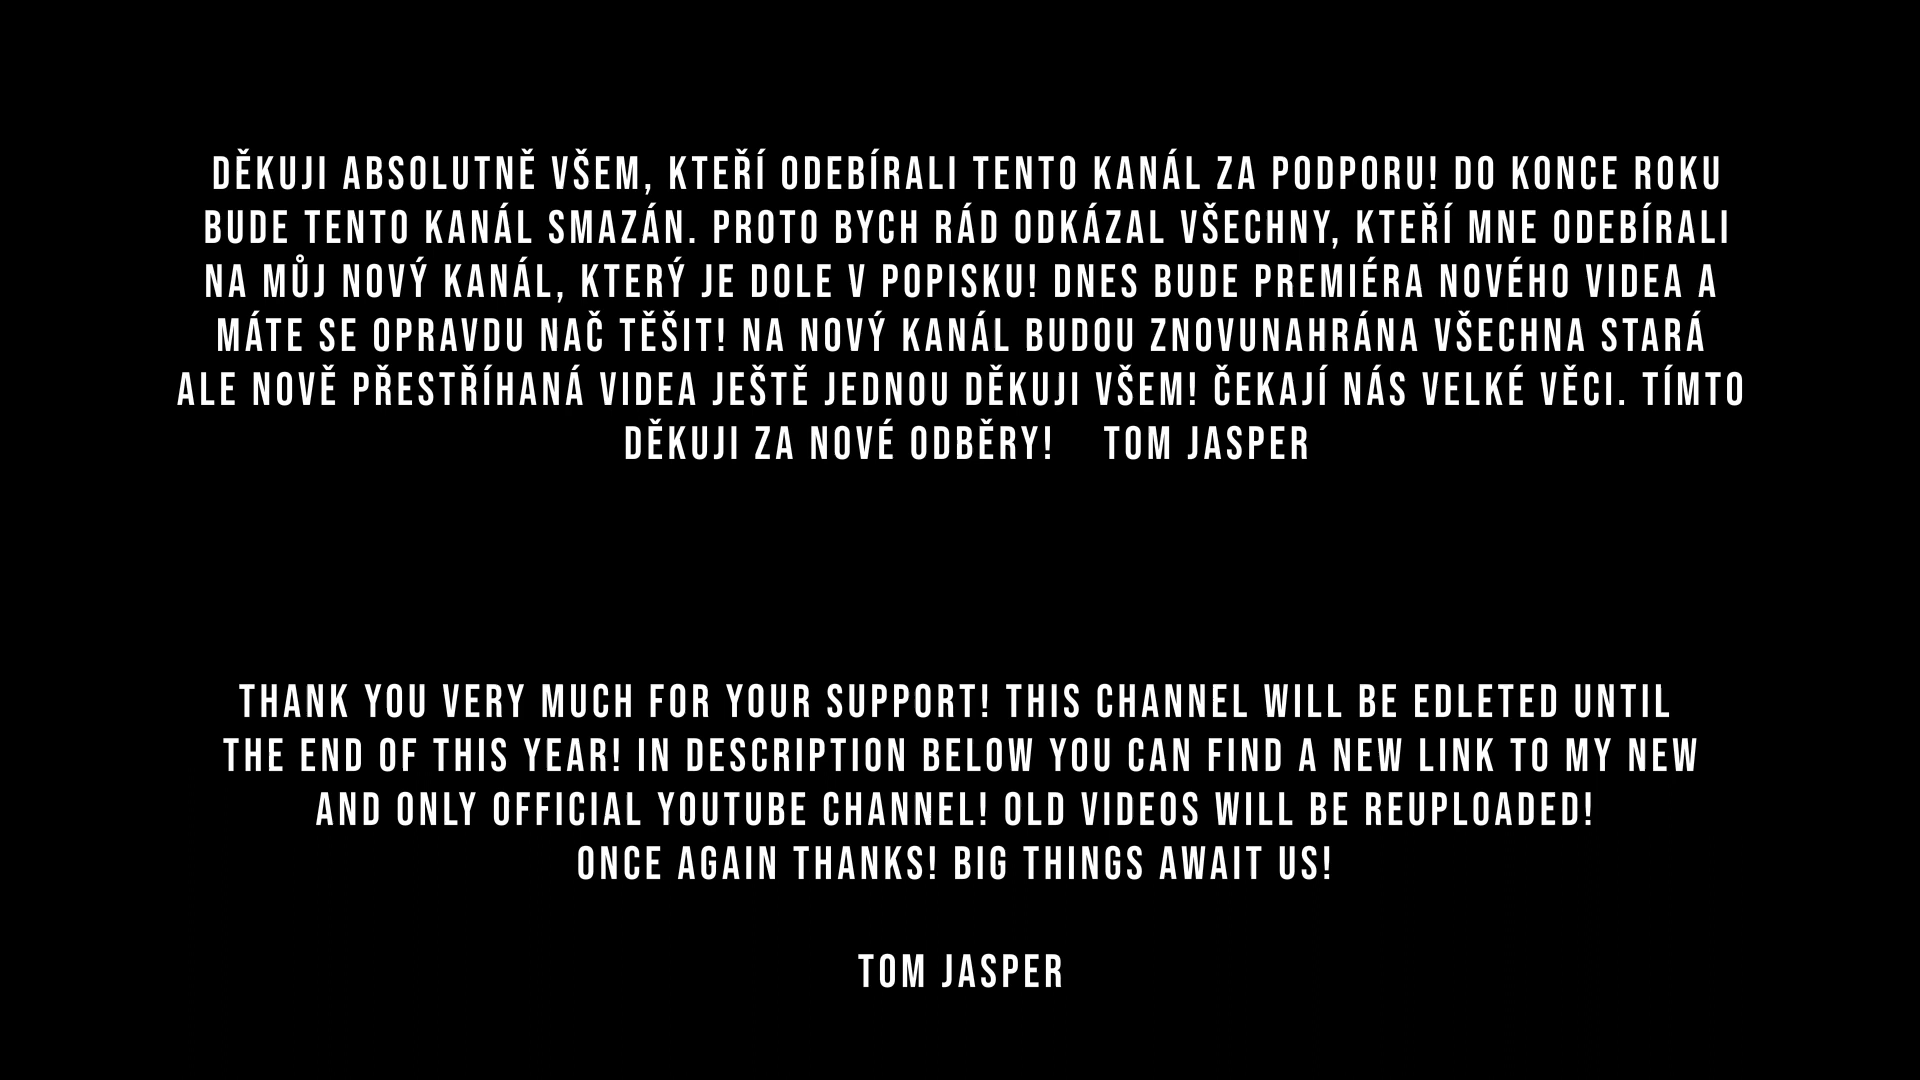 DĚKUJI ABSOLUTNĚ VŠEM, KTEŘÍ ODEBÍRALI TENTO KANÁL ZA PODPORU! DO KONCE ROKU
BUDE TENTO KANÁL SMAZÁN. PROTO BYCH RÁD ODKÁZAL VŠECHNY, KTEŘÍ MNE ODEBÍRALI
NA MŮJ NOVÝ KANÁL, KTERÝ JE DOLE V POPISKU! DNES BUDE PREMIÉRA NOVÉHO VIDEA A
MÁTE SE OPRAVDU NAČ TĚŠIT! NA NOVÝ KANÁL BUDOU ZNOVUNAHRÁNA VŠECHNA STARÁ
ALE NOVĚ PŘESTŘÍHANÁ VIDEA JEŠTĚ JEDNOU DĚKUJI VŠEM! ČEKAJÍ NÁS VELKÉ VĚCI. TÍMTO
DĚKUJI ZA NOVÉ ODBĚRY! TOM JASPER
THANK YOU VERY MUCH FOR YOUR SUPPORT! THIS CHANNEL WILL BE EDLETED UNTIL
THE END OF THIS YEAR! IN DESCRIPTION BELOW YOU CAN FIND A NEW LINK TO MY NEW
AND ONLY OFFICIAL YOUTUBE CHANNEL! OLD VIDEOS WILL BE REUPLOADED!
ONCE AGAIN THANKS! BIG THINGS AWAIT US!
TOM JASPER